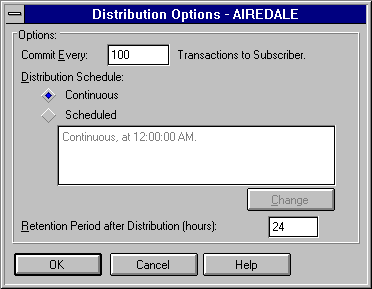 Distribution Options - AIREDALE
Options:
Commit Every: 100 Transactions to Subscriber.
Distribution Schedule:
Continuous
Scheduled
Continuous, at 12:00:00 AM.
Change
Retention Period after Distribution (hours): 24
OK Cancel Help